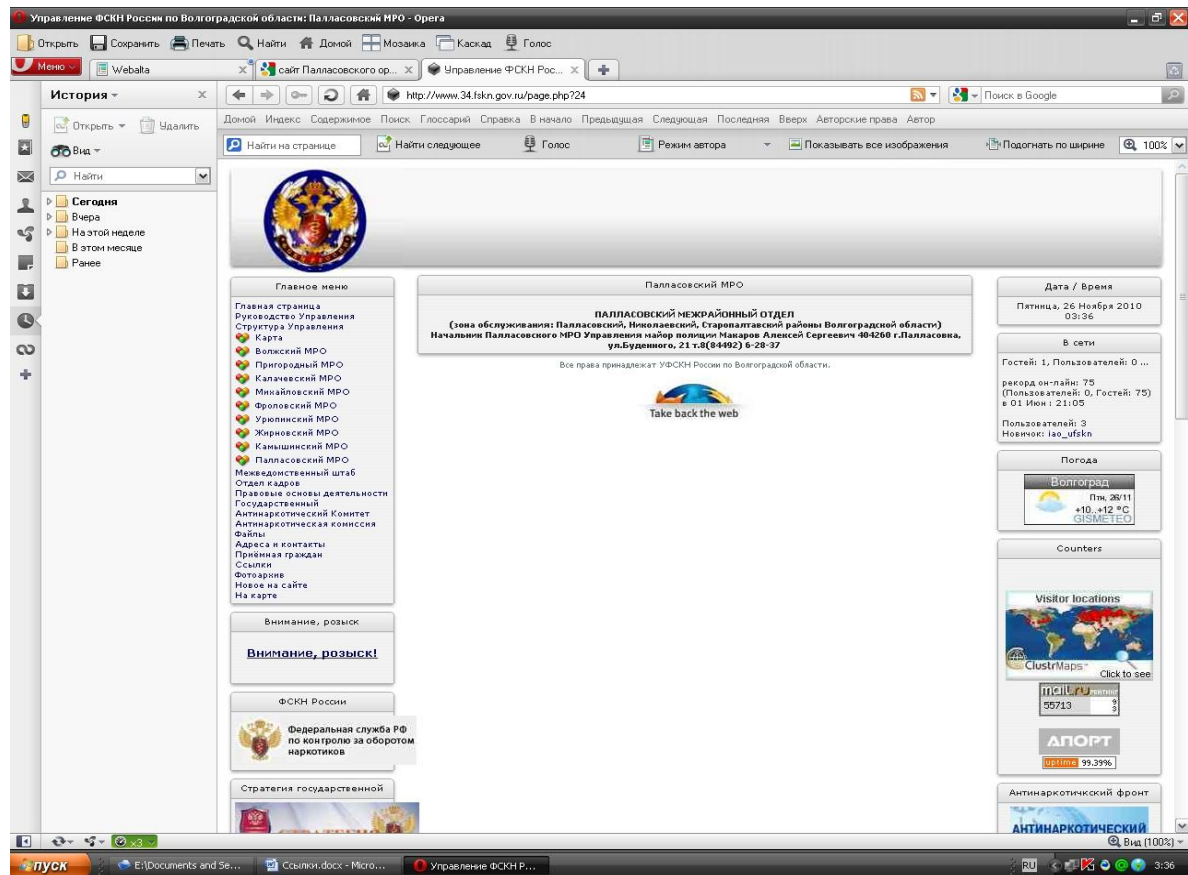 Управление ФСКН России по Волгоградской области: Палласовский МРО - Opera
Открыть Сохранить Печать Найти Домой Мозаика Каскад Голос
Меню Webalta сайт Палласовского ор... Управление ФСКН Рос...
История
http://www.34.fskn.gov.ru/page.php?24 Поиск в Google
Открыть Удалить
Домой Индекс Содержимое Поиск Глоссарий Справка В начало Предыдущая Следующая Последняя Вверх Авторские права Автор
Вид
Найти на странице Найти следующее Голос Режим автора Показывать все изображения Подогнать по ширине 100%
Найти
Сегодня
Вчера
На этой неделе
В этом месяце
Ранее
Главное меню
Главная страница
Руководство Управления
Структура Управления
Карта
Волжский МРО
Пригородный МРО
Калачевский МРО
Михайловский МРО
Фроловский МРО
Урюпинский МРО
Жирновский МРО
Камышинский МРО
Палласовский МРО
Межведомственный штаб
Отдел кадров
Правовые основы деятельности
Государственный
Антинаркотический Комитет
Антинаркотическая комиссия
Файлы
Адреса и контакты
Приёмная граждан
Ссылки
Фотоархив
Новое на сайте
На карте
Внимание, розыск
Внимание, розыск!
ФСКН России
Федеральная служба РФ
по контролю за оборотом
наркотиков
Стратегия государственной
Палласовский МРО
ПАЛЛАСОВСКИЙ МЕЖРАЙОННЫЙ ОТДЕЛ
(зона обслуживания: Палласовский, Николаевский, Старополтавский районы Волгоградской области)
Начальник Палласовского МРО Управления майор полиции Макаров Алексей Сергеевич 404260 г.Палласовка,
ул.Буденного, 21 т.8(84492) 6-28-37
Все права принадлежат УФСКН России по Волгоградской области.
Take back the web
Дата / Время
Пятница, 26 Ноября 2010
03:36
В сети
Гостей: 1, Пользователей: 0 ...
рекорд он-лайн: 75
(Пользователей: 0, Гостей: 75)
в 01 Июн : 21:05
Пользователей: 3
Новичок: iao_ufskn
Погода
Волгоград
Птн, 26/11
+10..+12 °C
GISMETEO
Counters
Visitor locations
ClustrMaps
Click to see
mail.ru рейтинг
55713 9
3
АПОРТ
uptime 99.39%
Антинаркотичкский фронт
АНТИНАРКОТИЧЕСКИЙ
x3 Вид (100%)
пуск E:\Documents and Se... Ссылки.docx - Micro... Управление ФСКН Р... RU 3:36